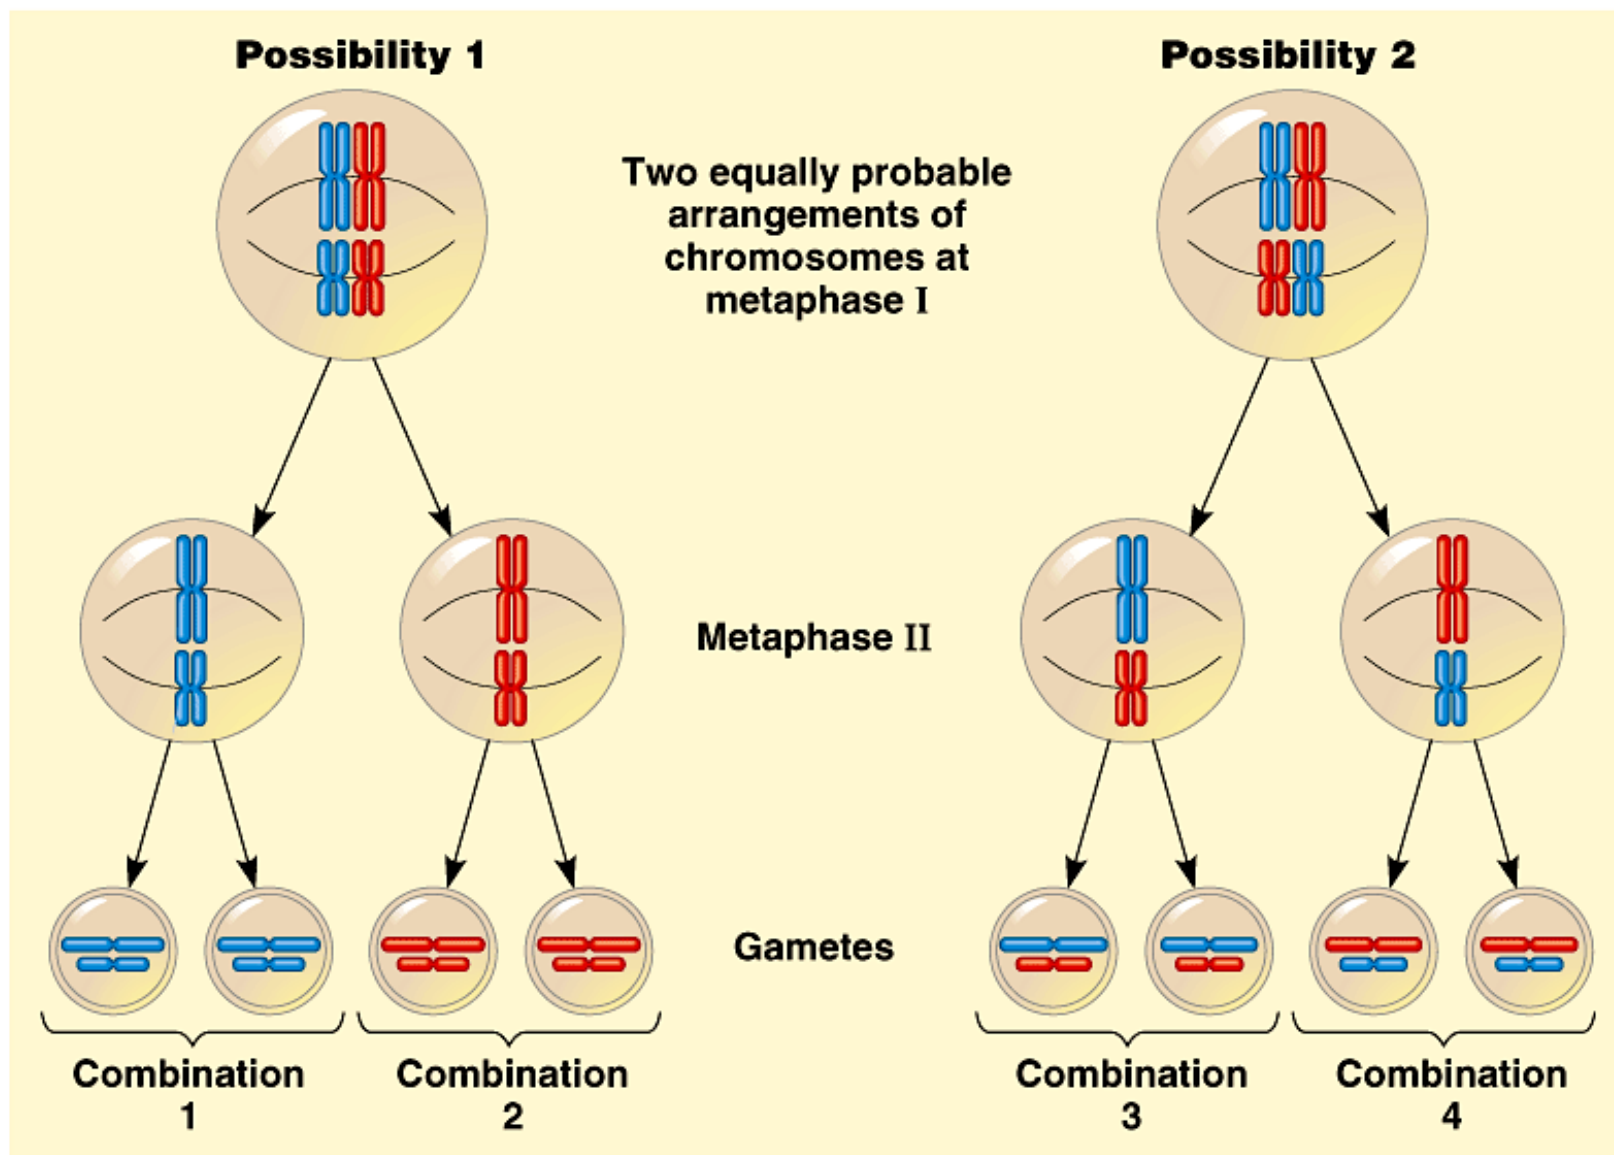 Possibility 1
Possibility 2
Two equally probable
arrangements of
chromosomes at
metaphase I
Metaphase II
Gametes
Combination
1
Combination
2
Combination
3
Combination
4